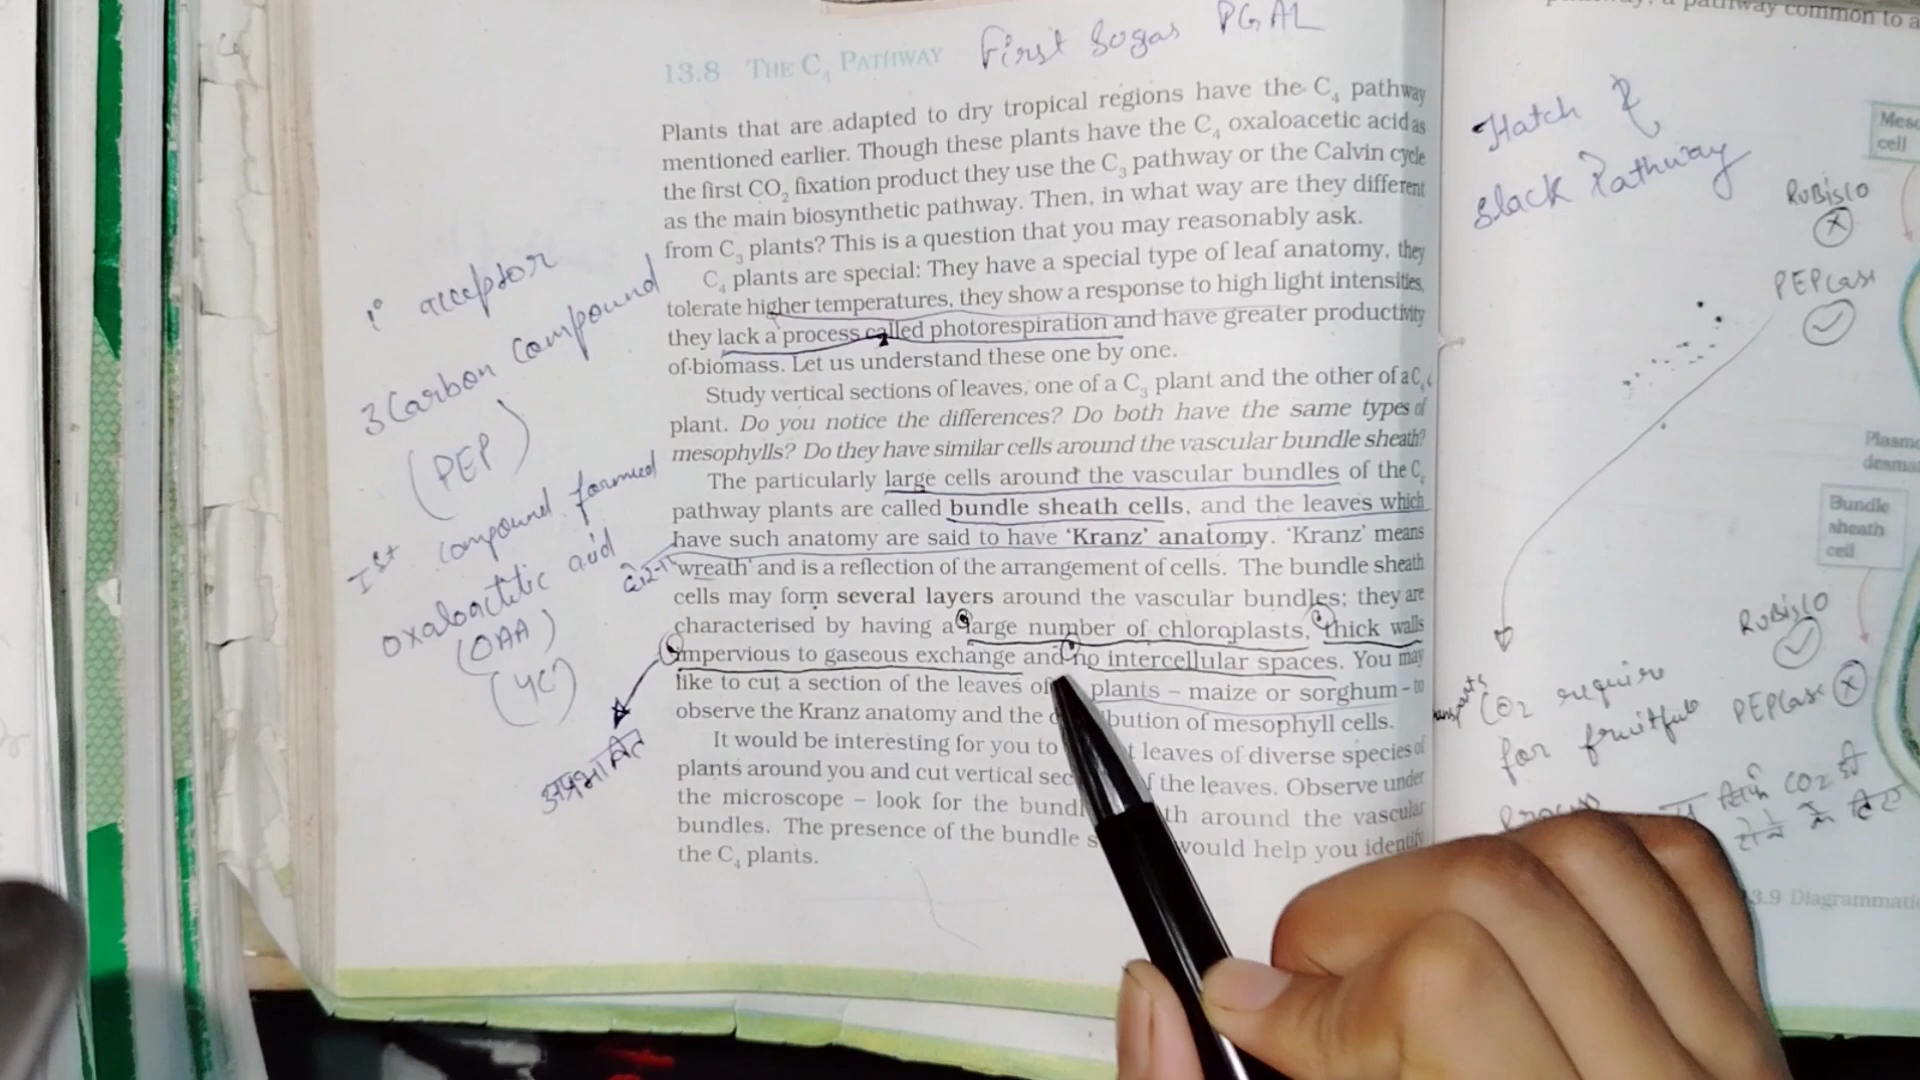 pathway common to a
13.8 THE C4 PATHWAY
First Sogas PGAL
Plants that are adapted to dry tropical regions have the C4 pathway
mentioned earlier. Though these plants have the C4 oxaloacetic acid as
the first CO2 fixation product they use the C3 pathway or the Calvin cycle
as the main biosynthetic pathway. Then, in what way are they different
from C3 plants? This is a question that you may reasonably ask.
C4 plants are special: They have a special type of leaf anatomy, they
tolerate higher temperatures, they show a response to high light intensities,
they lack a process called photorespiration and have greater productivity
of biomass. Let us understand these one by one.
Study vertical sections of leaves, one of a C3 plant and the other of a C4
plant. Do you notice the differences? Do both have the same types of
mesophylls? Do they have similar cells around the vascular bundle sheath?
The particularly large cells around the vascular bundles of the C4
pathway plants are called bundle sheath cells, and the leaves which
have such anatomy are said to have ‘Kranz’ anatomy. ‘Kranz’ means
‘wreath’ and is a reflection of the arrangement of cells. The bundle sheath
cells may form several layers around the vascular bundles; they are
characterised by having a large number of chloroplasts, thick walls
impervious to gaseous exchange and no intercellular spaces. You may
like to cut a section of the leaves of plants – maize or sorghum – to
observe the Kranz anatomy and the bution of mesophyll cells.
It would be interesting for you to t leaves of diverse species of
plants around you and cut vertical sec f the leaves. Observe under
the microscope – look for the bundl th around the vascular
bundles. The presence of the bundle s would help you identify
the C4 plants.
i° acceptor
3 Carbon Compound
(PEP)
Ist compound formed
oxaloactetic acid
(OAA)
(4C)
अप्रभावित
Hatch &
Slack Pathway
RUBISCO
PEPCase
Meso
cell
Plasmo
desma
Bundle
sheath
cell
RUBISCO
PEPCase
CO2 require
for fruitful
Process
सिर्फ CO2 को
के लिए
3.9 Diagrammati